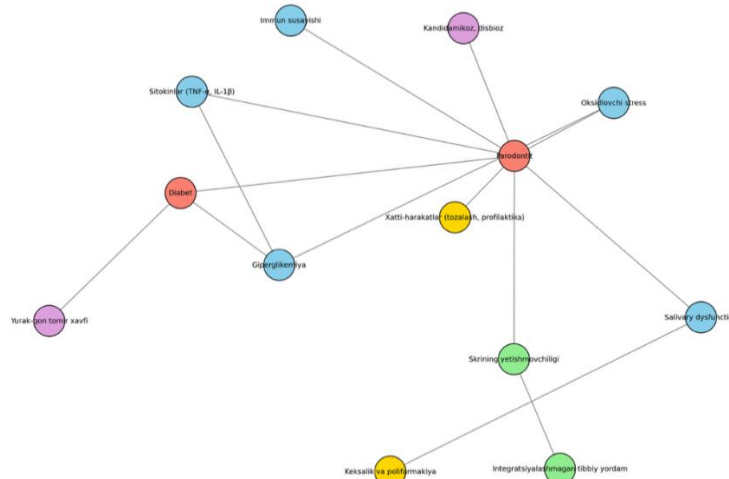 Immun susayishi
Kandidamikoz, disbioz
Sitokinlar (TNF-α, IL-1β)
Oksidlovchi stress
Parodontit
Diabet
Xatti-harakatlar (tozalash, profilaktika)
Giperglikemiya
Yurak-qon tomir xavfi
Salivary dysfuncti
Skrining yetishmovchiligi
Keksalik va polifarmakiya
Integratsiyalashmagan tibbiy yordam